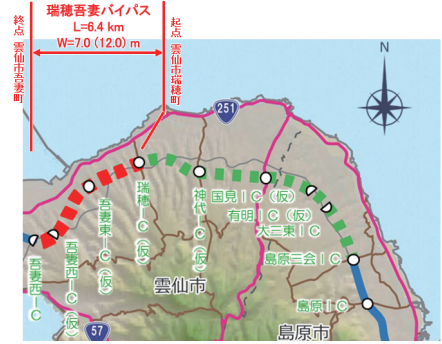 瑞穂吾妻バイパス
L=6.4 km
W=7.0 (12.0) m
終点 雲仙市吾妻町
起点 雲仙市瑞穂町
251
吾妻西IC
吾妻西IC(仮)
吾妻東IC(仮)
瑞穂IC(仮)
神代IC(仮)
国見IC(仮)
有明IC(仮)
大三東IC
島原三会IC
島原IC
雲仙市
島原市
57